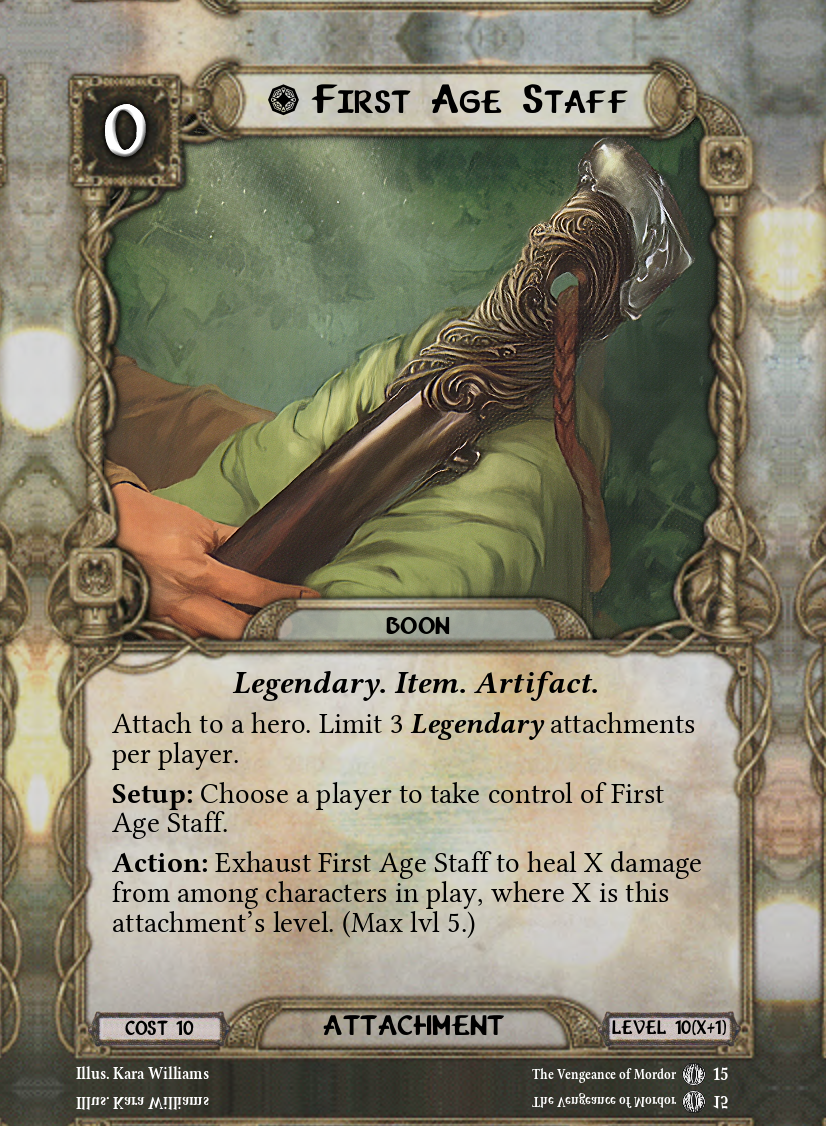 0
First Age Staff
BOON
Legendary. Item. Artifact.
Attach to a hero. Limit 3 Legendary attachments
per player.
Setup: Choose a player to take control of First
Age Staff.
Action: Exhaust First Age Staff to heal X damage
from among characters in play, where X is this
attachment's level. (Max lvl 5.)
COST 10
ATTACHMENT
LEVEL 10(X+1)
Illus. Kara Williams
The Vengeance of Mordor 15
Illus. Kara Williams
The Vengeance of Mordor 15